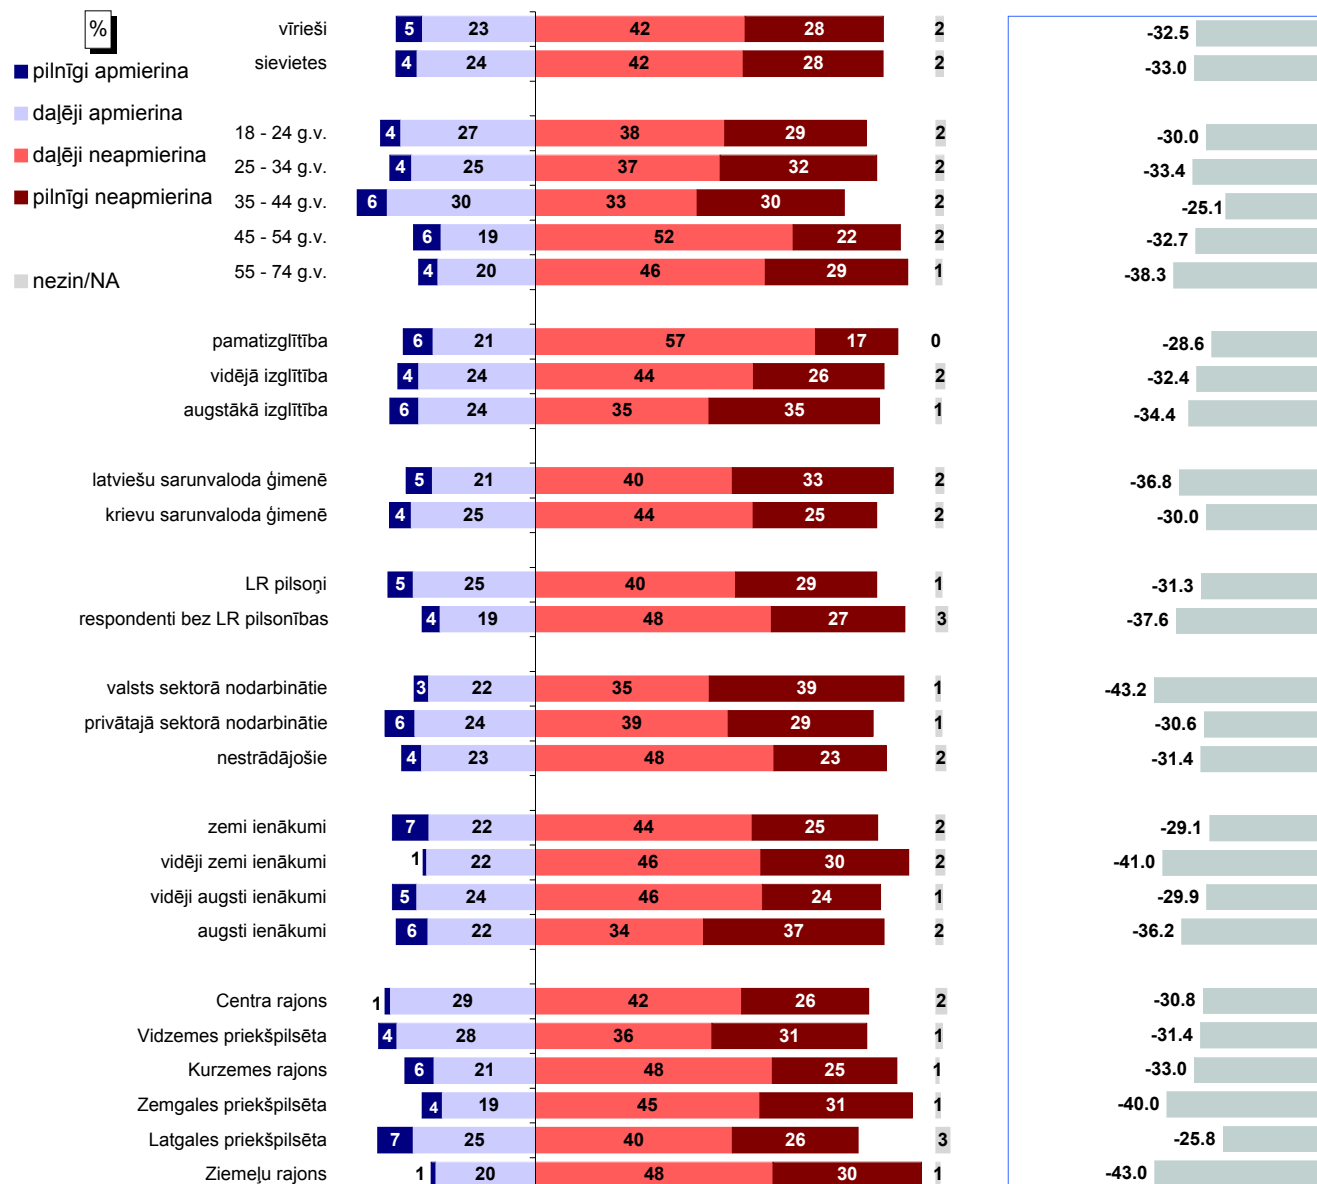 %
pilnīgi apmierina
daļēji apmierina
daļēji neapmierina
pilnīgi neapmierina
nezin/NA
vīrieši 5 23 42 28 2 -32.5
sievietes 4 24 42 28 2 -33.0
18 - 24 g.v. 4 27 38 29 2 -30.0
25 - 34 g.v. 4 25 37 32 2 -33.4
35 - 44 g.v. 6 30 33 30 2 -25.1
45 - 54 g.v. 6 19 52 22 2 -32.7
55 - 74 g.v. 4 20 46 29 1 -38.3
pamatizglītība 6 21 57 17 0 -28.6
vidējā izglītība 4 24 44 26 2 -32.4
augstākā izglītība 6 24 35 35 1 -34.4
latviešu sarunvaloda ģimenē 5 21 40 33 2 -36.8
krievu sarunvaloda ģimenē 4 25 44 25 2 -30.0
LR pilsoņi 5 25 40 29 1 -31.3
respondenti bez LR pilsonības 4 19 48 27 3 -37.6
valsts sektorā nodarbinātie 3 22 35 39 1 -43.2
privātajā sektorā nodarbinātie 6 24 39 29 1 -30.6
nestrādājošie 4 23 48 23 2 -31.4
zemi ienākumi 7 22 44 25 2 -29.1
vidēji zemi ienākumi 1 22 46 30 2 -41.0
vidēji augsti ienākumi 5 24 46 24 1 -29.9
augsti ienākumi 6 22 34 37 2 -36.2
Centra rajons 1 29 42 26 2 -30.8
Vidzemes priekšpilsēta 4 28 36 31 1 -31.4
Kurzemes rajons 6 21 48 25 1 -33.0
Zemgales priekšpilsēta 4 19 45 31 1 -40.0
Latgales priekšpilsēta 7 25 40 26 3 -25.8
Ziemeļu rajons 1 20 48 30 1 -43.0